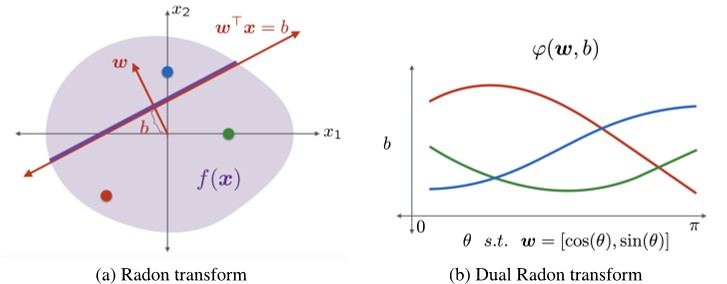 x₂
w⊤x = b
w
x₁
b
f(x)
(a) Radon transform
φ(w, b)
b
0
π
θ s.t. w = [cos(θ), sin(θ)]
(b) Dual Radon transform